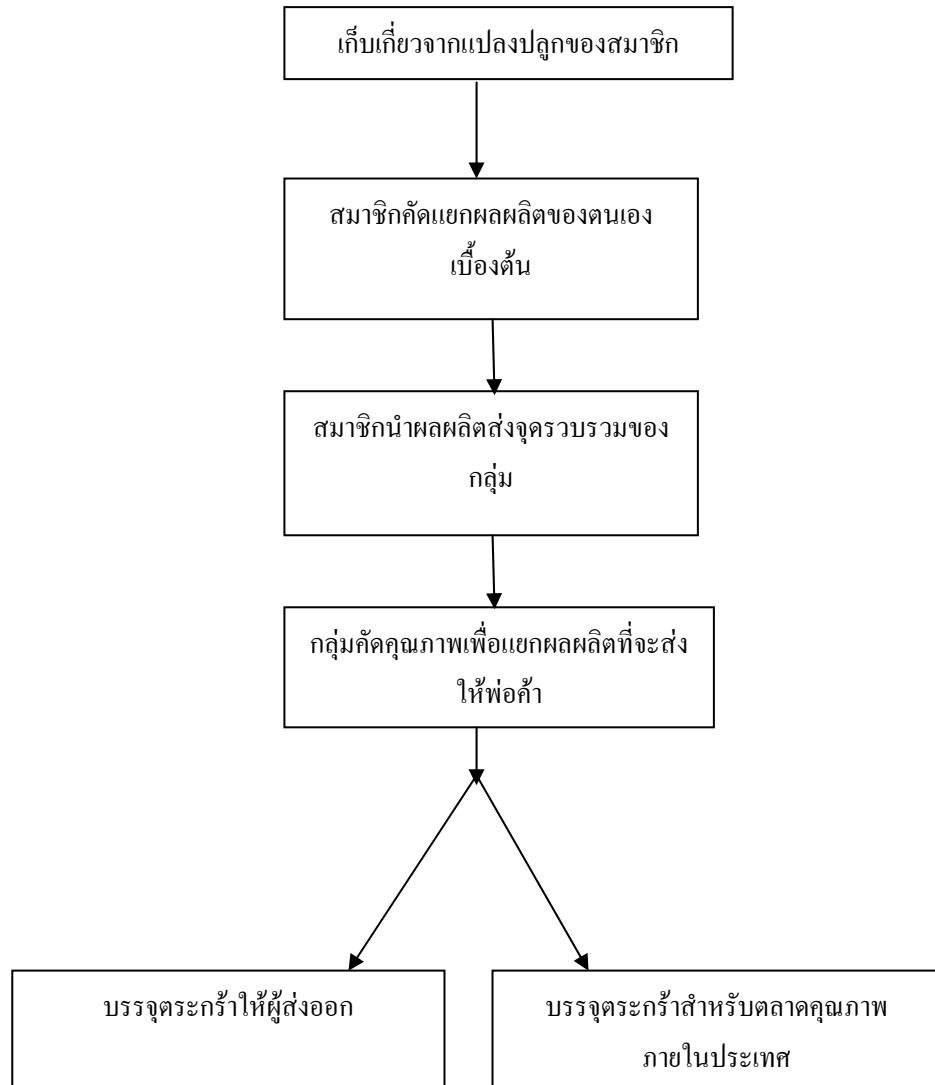 เก็บเกี่ยวจากแปลงปลูกของสมาชิก
สมาชิกคัดแยกผลผลิตของตนเอง
เบื้องต้น
สมาชิกนำผลผลิตส่งจุดรวบรวมของ
กลุ่ม
กลุ่มคัดคุณภาพเพื่อแยกผลผลิตที่จะส่ง
ให้พ่อค้า
บรรจุตระกร้าให้ผู้ส่งออก
บรรจุตระกร้าสำหรับตลาดคุณภาพ
ภายในประเทศ